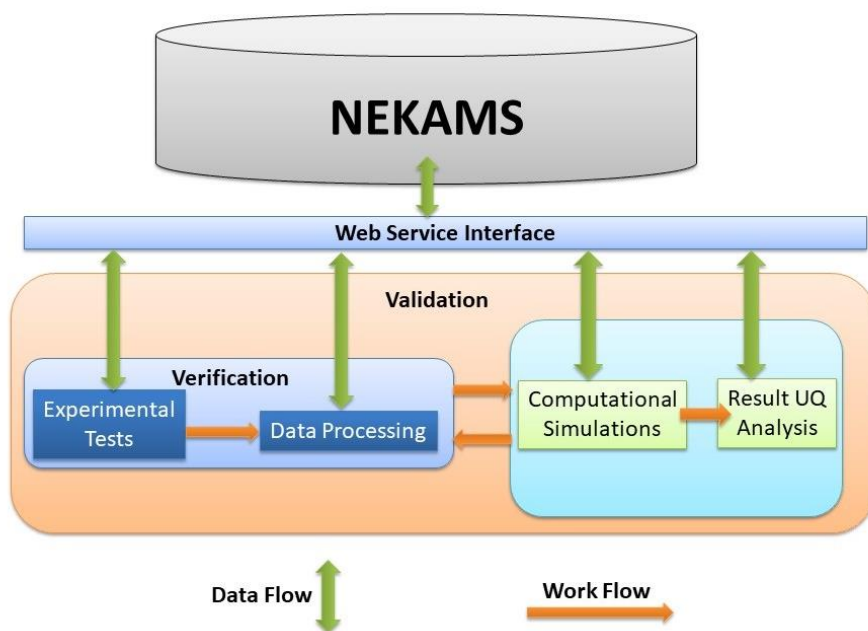 NEKAMS
Web Service Interface
Validation
Verification
Experimental
Tests
Data Processing
Computational
Simulations
Result UQ
Analysis
Data Flow
Work Flow